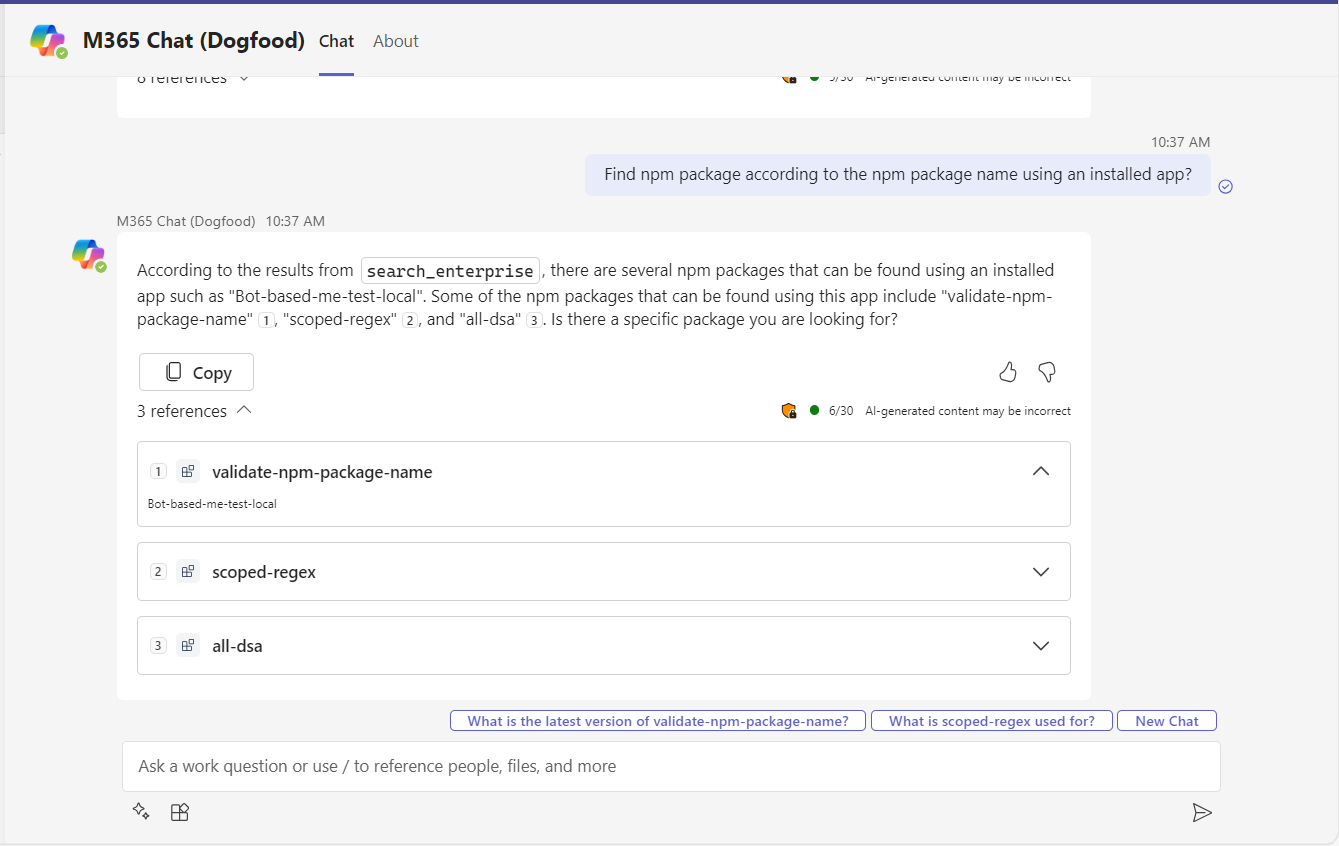 M365 Chat (Dogfood) Chat About
8 references 5/30 AI-generated content may be incorrect
10:37 AM
Find npm package according to the npm package name using an installed app?
M365 Chat (Dogfood) 10:37 AM
According to the results from search_enterprise, there are several npm packages that can be found using an installed
app such as "Bot-based-me-test-local". Some of the npm packages that can be found using this app include "validate-npm-
package-name" 1, "scoped-regex" 2, and "all-dsa" 3. Is there a specific package you are looking for?
Copy
3 references 6/30 AI-generated content may be incorrect
1 validate-npm-package-name
Bot-based-me-test-local
2 scoped-regex
3 all-dsa
What is the latest version of validate-npm-package-name? What is scoped-regex used for? New Chat
Ask a work question or use / to reference people, files, and more